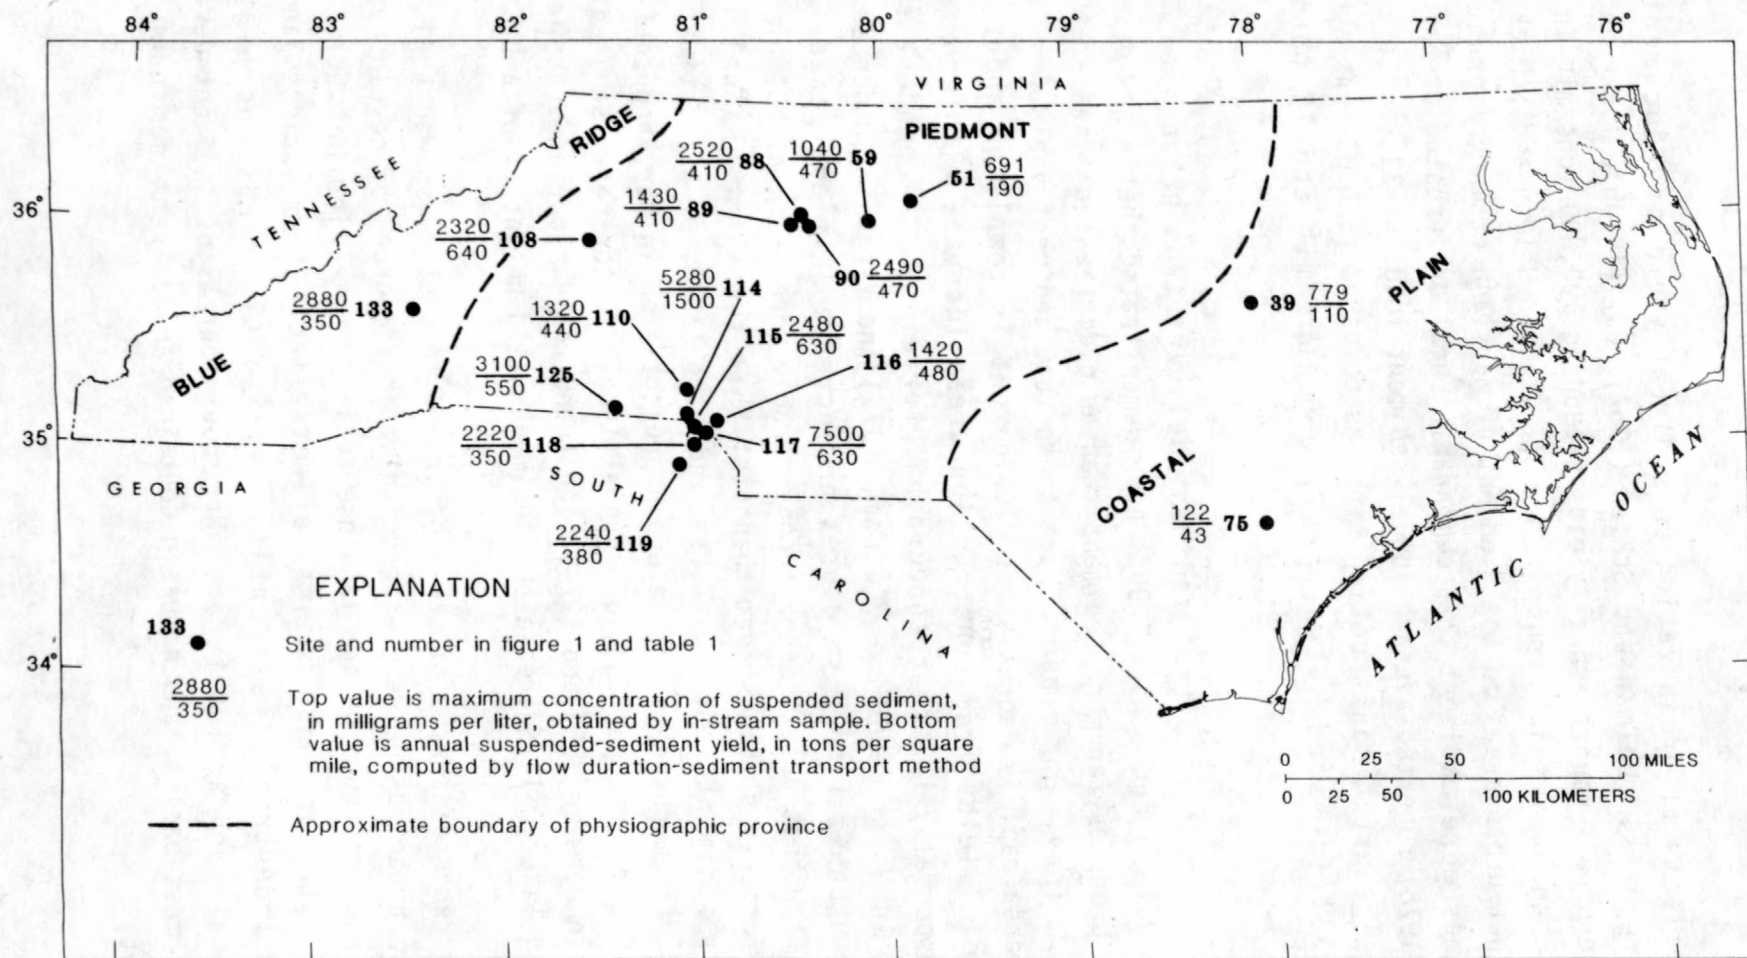 84° 83° 82° 81° 80° 79° 78° 77° 76°
VIRGINIA
TENNESSEE
RIDGE
PIEDMONT
2520
410
88
1040
470
59
51
691
190
36°
1430
410
89
2320
640
108
90
2490
470
5280
1500
114
2880
350
133
1320
440
110
115
2480
630
39
779
110
PLAIN
BLUE
3100
550
125
116
1420
480
35°
2220
350
118
117
7500
630
GEORGIA
SOUTH
COASTAL
OCEAN
122
43
75
2240
380
119
CAROLINA
ATLANTIC
EXPLANATION
133
Site and number in figure 1 and table 1
34°
2880
350
Top value is maximum concentration of suspended sediment,
in milligrams per liter, obtained by in-stream sample. Bottom
value is annual suspended-sediment yield, in tons per square
mile, computed by flow duration-sediment transport method
0 25 50 100 MILES
0 25 50 100 KILOMETERS
Approximate boundary of physiographic province